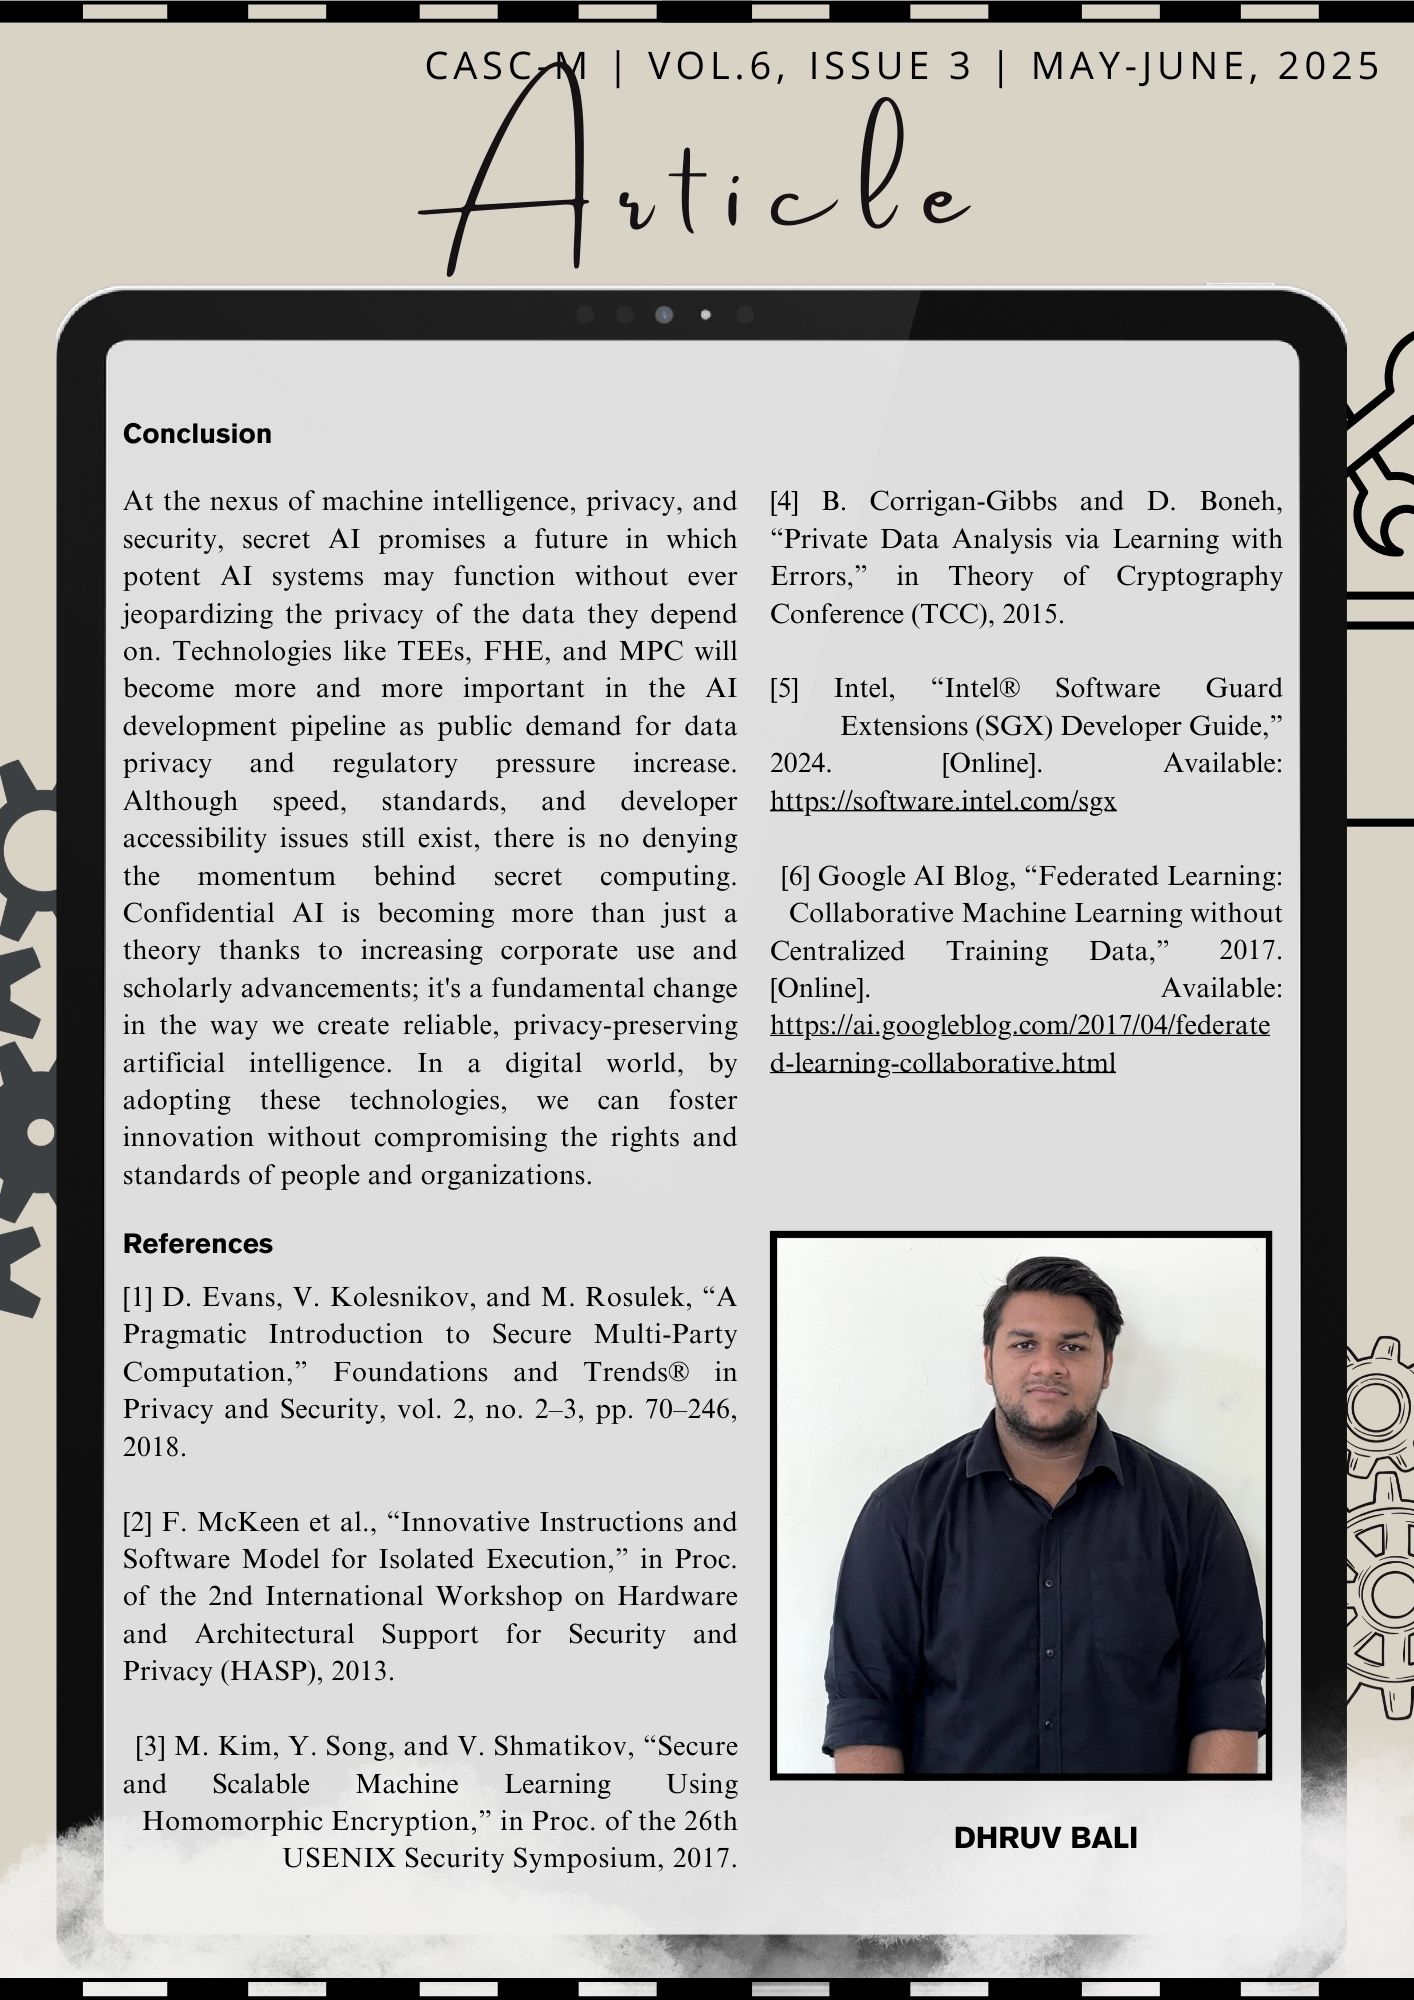 CASC-M | VOL.6, ISSUE 3 | MAY-JUNE, 2025
Article
Conclusion
At the nexus of machine intelligence, privacy, and
security, secret AI promises a future in which
potent AI systems may function without ever
jeopardizing the privacy of the data they depend
on. Technologies like TEEs, FHE, and MPC will
become more and more important in the AI
development pipeline as public demand for data
privacy and regulatory pressure increase.
Although speed, standards, and developer
accessibility issues still exist, there is no denying
the momentum behind secret computing.
Confidential AI is becoming more than just a
theory thanks to increasing corporate use and
scholarly advancements; it's a fundamental change
in the way we create reliable, privacy-preserving
artificial intelligence. In a digital world, by
adopting these technologies, we can foster
innovation without compromising the rights and
standards of people and organizations.
References
[1] D. Evans, V. Kolesnikov, and M. Rosulek, “A
Pragmatic Introduction to Secure Multi-Party
Computation,” Foundations and Trends® in
Privacy and Security, vol. 2, no. 2–3, pp. 70–246,
2018.
[2] F. McKeen et al., “Innovative Instructions and
Software Model for Isolated Execution,” in Proc.
of the 2nd International Workshop on Hardware
and Architectural Support for Security and
Privacy (HASP), 2013.
[3] M. Kim, Y. Song, and V. Shmatikov, “Secure
and Scalable Machine Learning Using
Homomorphic Encryption,” in Proc. of the 26th
USENIX Security Symposium, 2017.
[4] B. Corrigan-Gibbs and D. Boneh,
“Private Data Analysis via Learning with
Errors,” in Theory of Cryptography
Conference (TCC), 2015.
[5] Intel, “Intel® Software Guard
Extensions (SGX) Developer Guide,”
2024. [Online]. Available:
https://software.intel.com/sgx
[6] Google AI Blog, “Federated Learning:
Collaborative Machine Learning without
Centralized Training Data,” 2017.
[Online]. Available:
https://ai.googleblog.com/2017/04/federate
d-learning-collaborative.html
DHRUV BALI